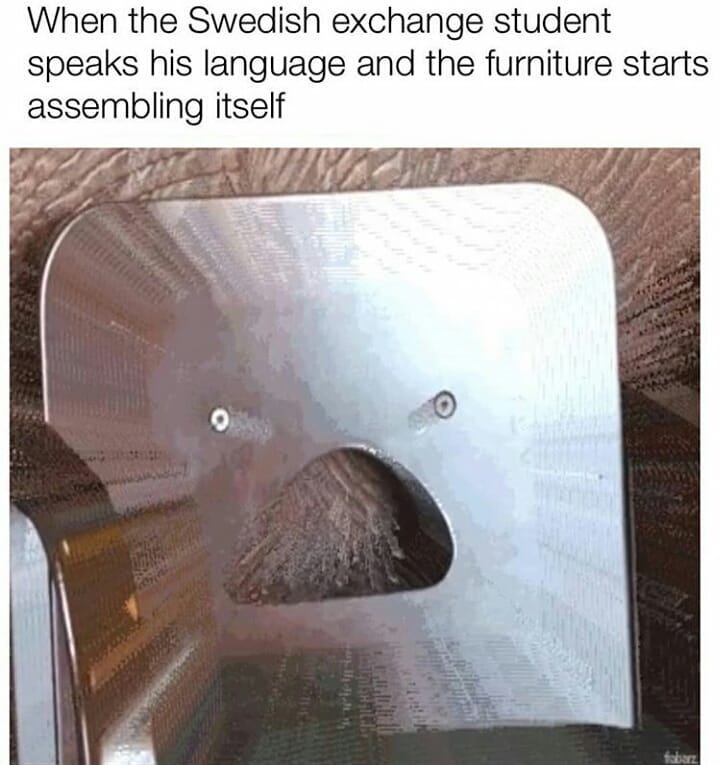 When the Swedish exchange student
speaks his language and the furniture starts
assembling itself